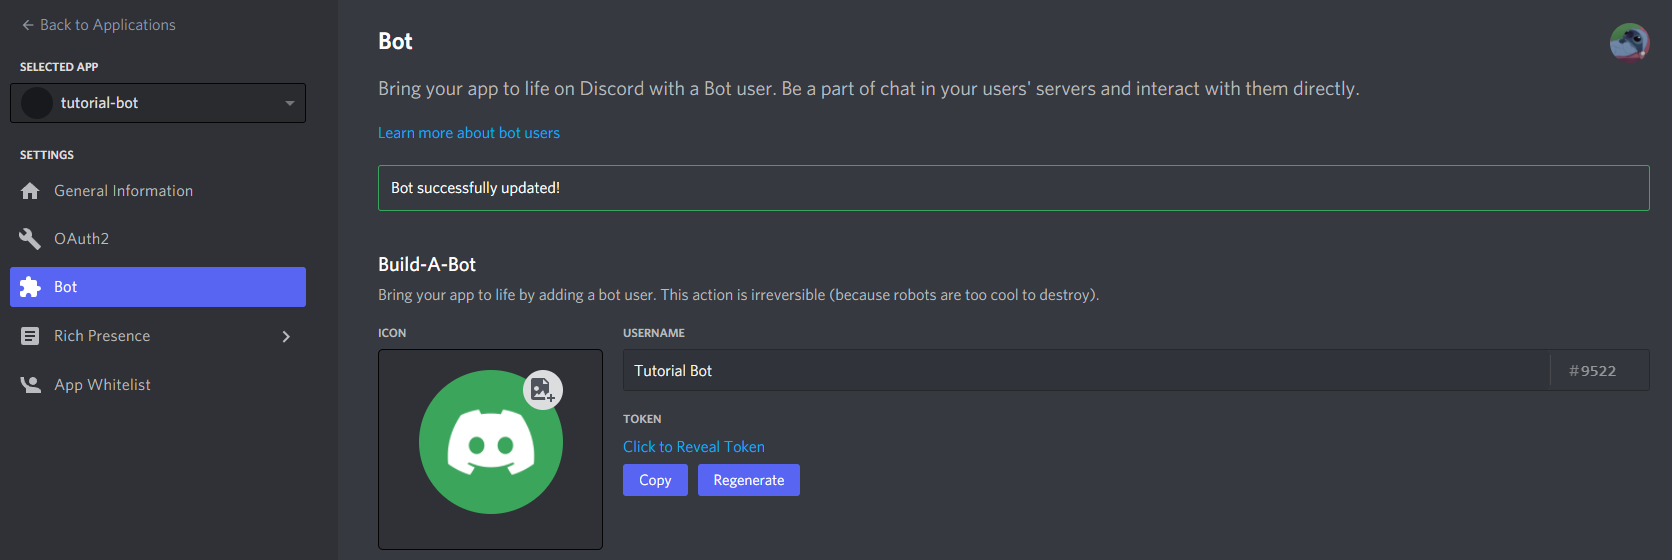 Back to Applications
SELECTED APP
tutorial-bot
SETTINGS
General Information
OAuth2
Bot
Rich Presence
App Whitelist
Bot
Bring your app to life on Discord with a Bot user. Be a part of chat in your users' servers and interact with them directly.
Learn more about bot users
Bot successfully updated!
Build-A-Bot
Bring your app to life by adding a bot user. This action is irreversible (because robots are too cool to destroy).
ICON
USERNAME
Tutorial Bot #9522
TOKEN
Click to Reveal Token
Copy Regenerate